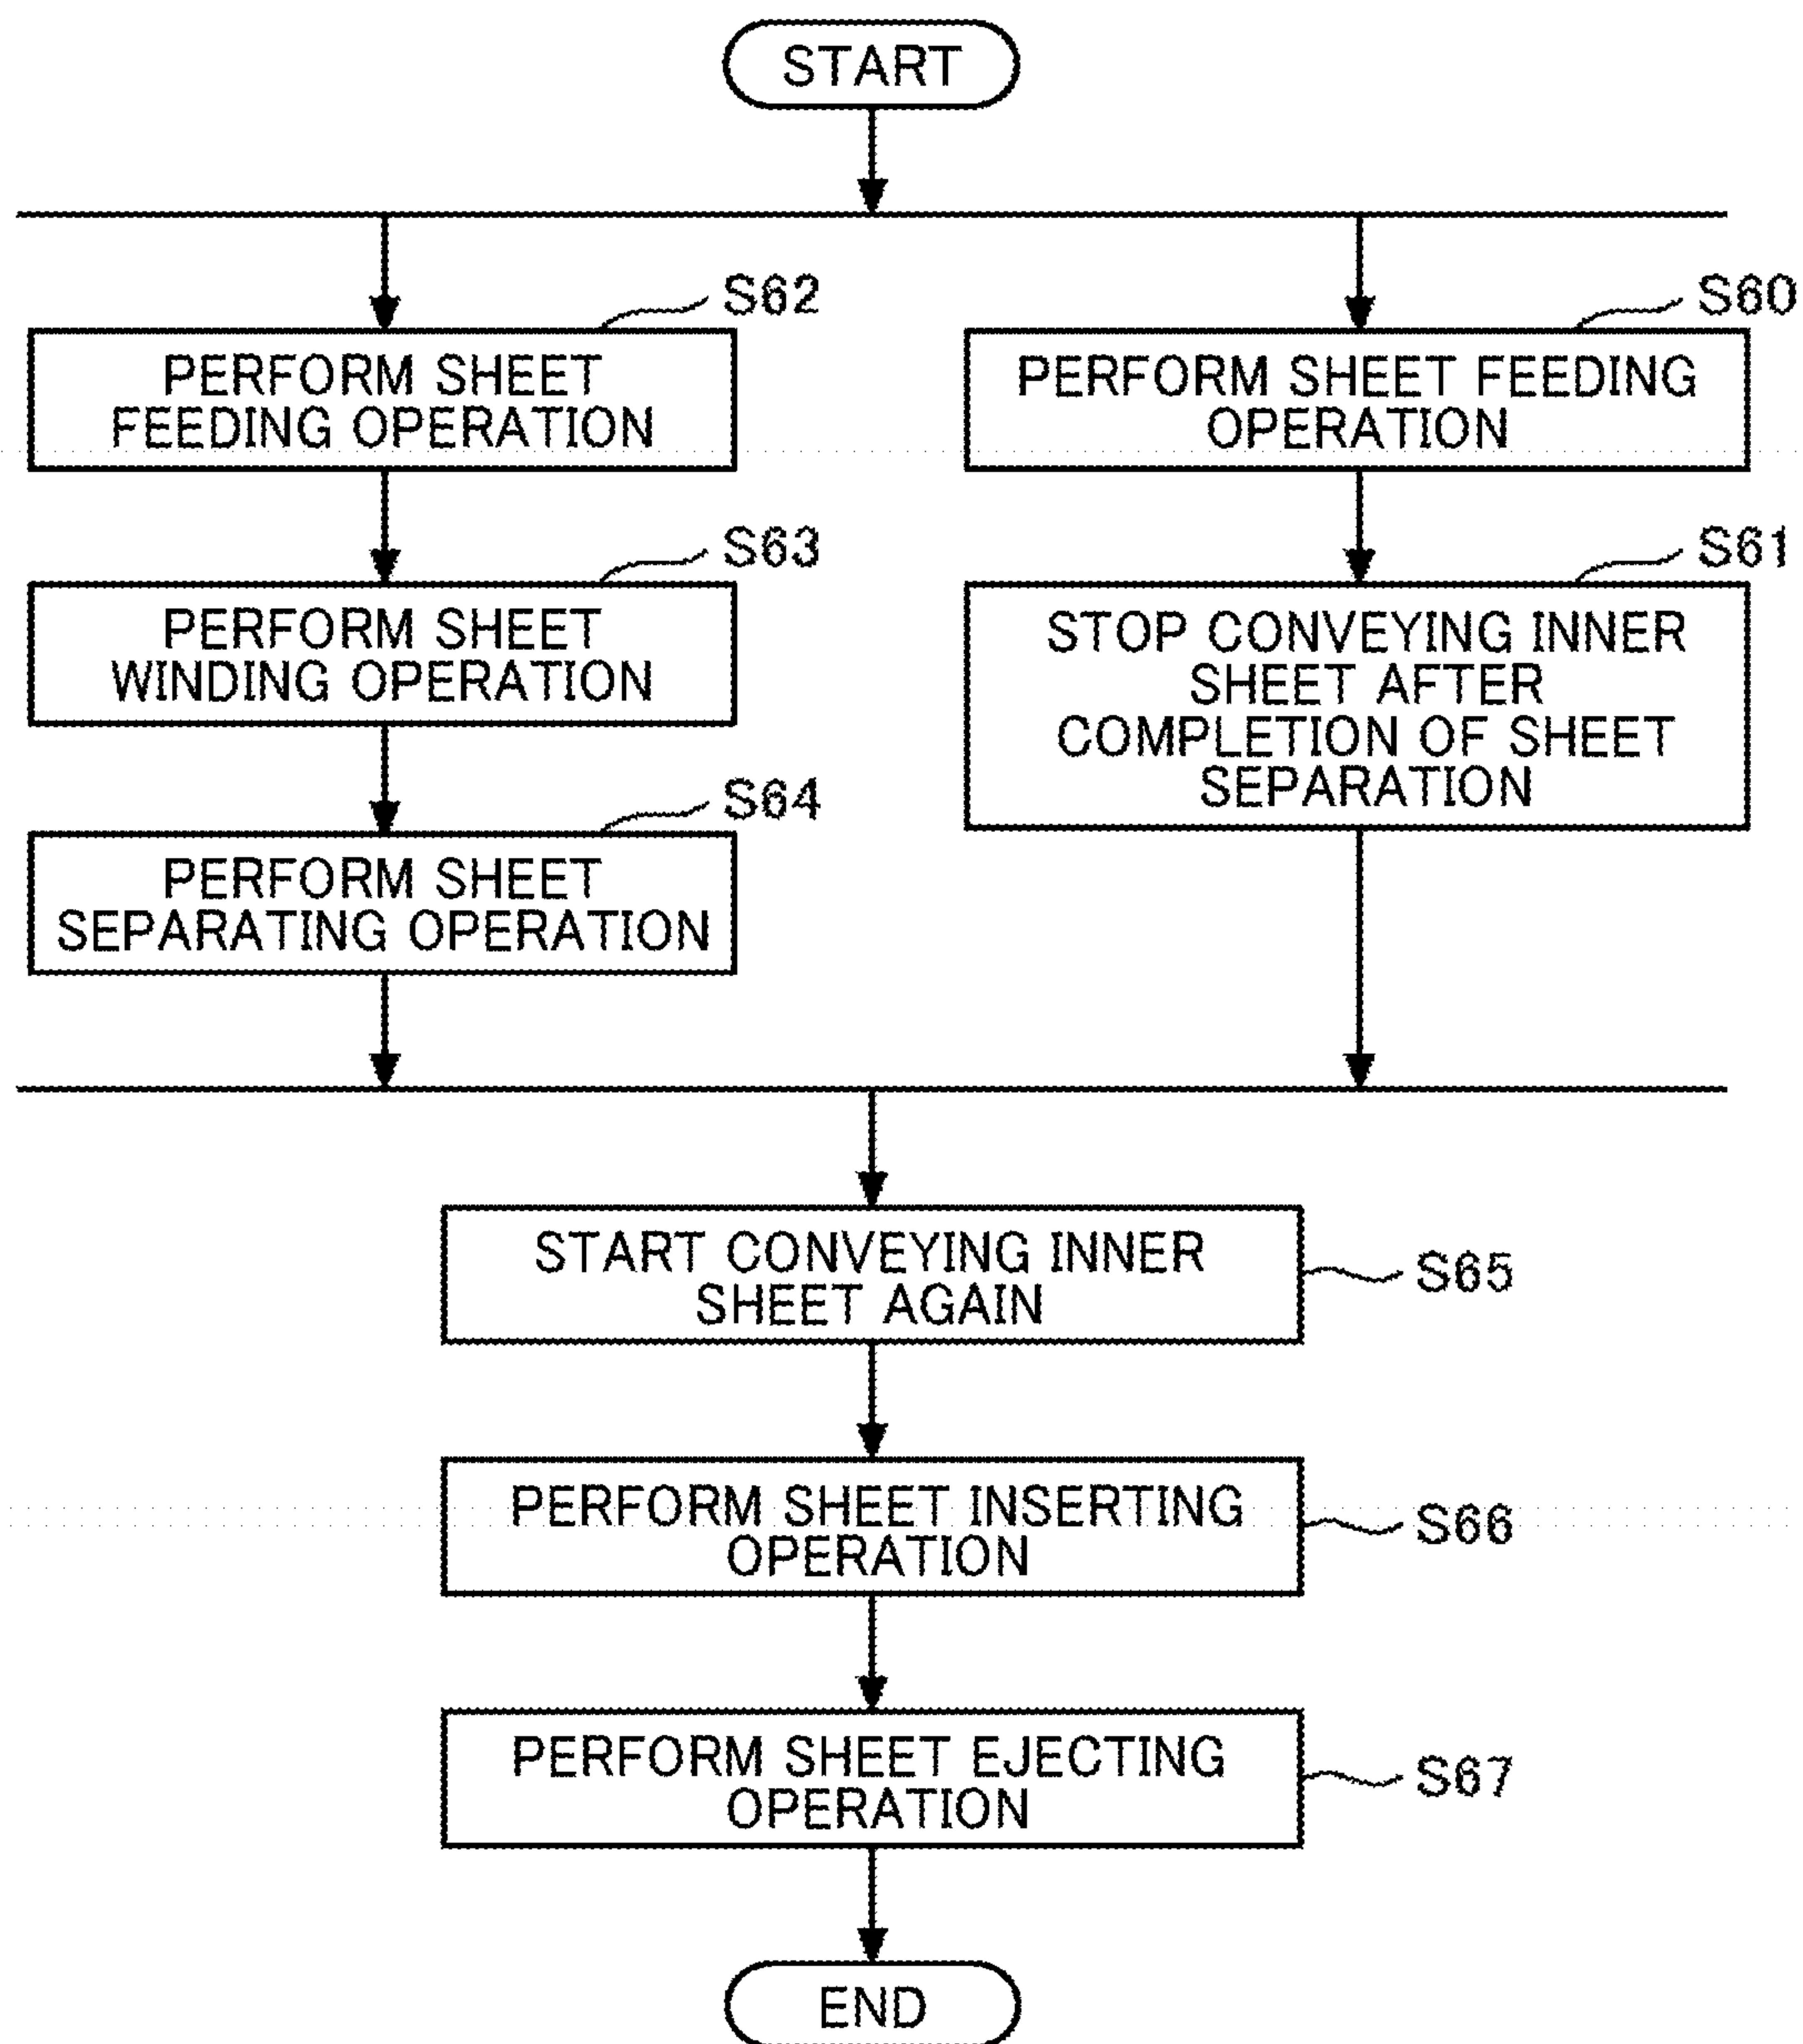 START
S62
PERFORM SHEET
FEEDING OPERATION
S63
PERFORM SHEET
WINDING OPERATION
S64
PERFORM SHEET
SEPARATING OPERATION
S60
PERFORM SHEET FEEDING
OPERATION
S61
STOP CONVEYING INNER
SHEET AFTER
COMPLETION OF SHEET
SEPARATION
START CONVEYING INNER
SHEET AGAIN
S65
PERFORM SHEET INSERTING
OPERATION
S66
PERFORM SHEET EJECTING
OPERATION
S67
END